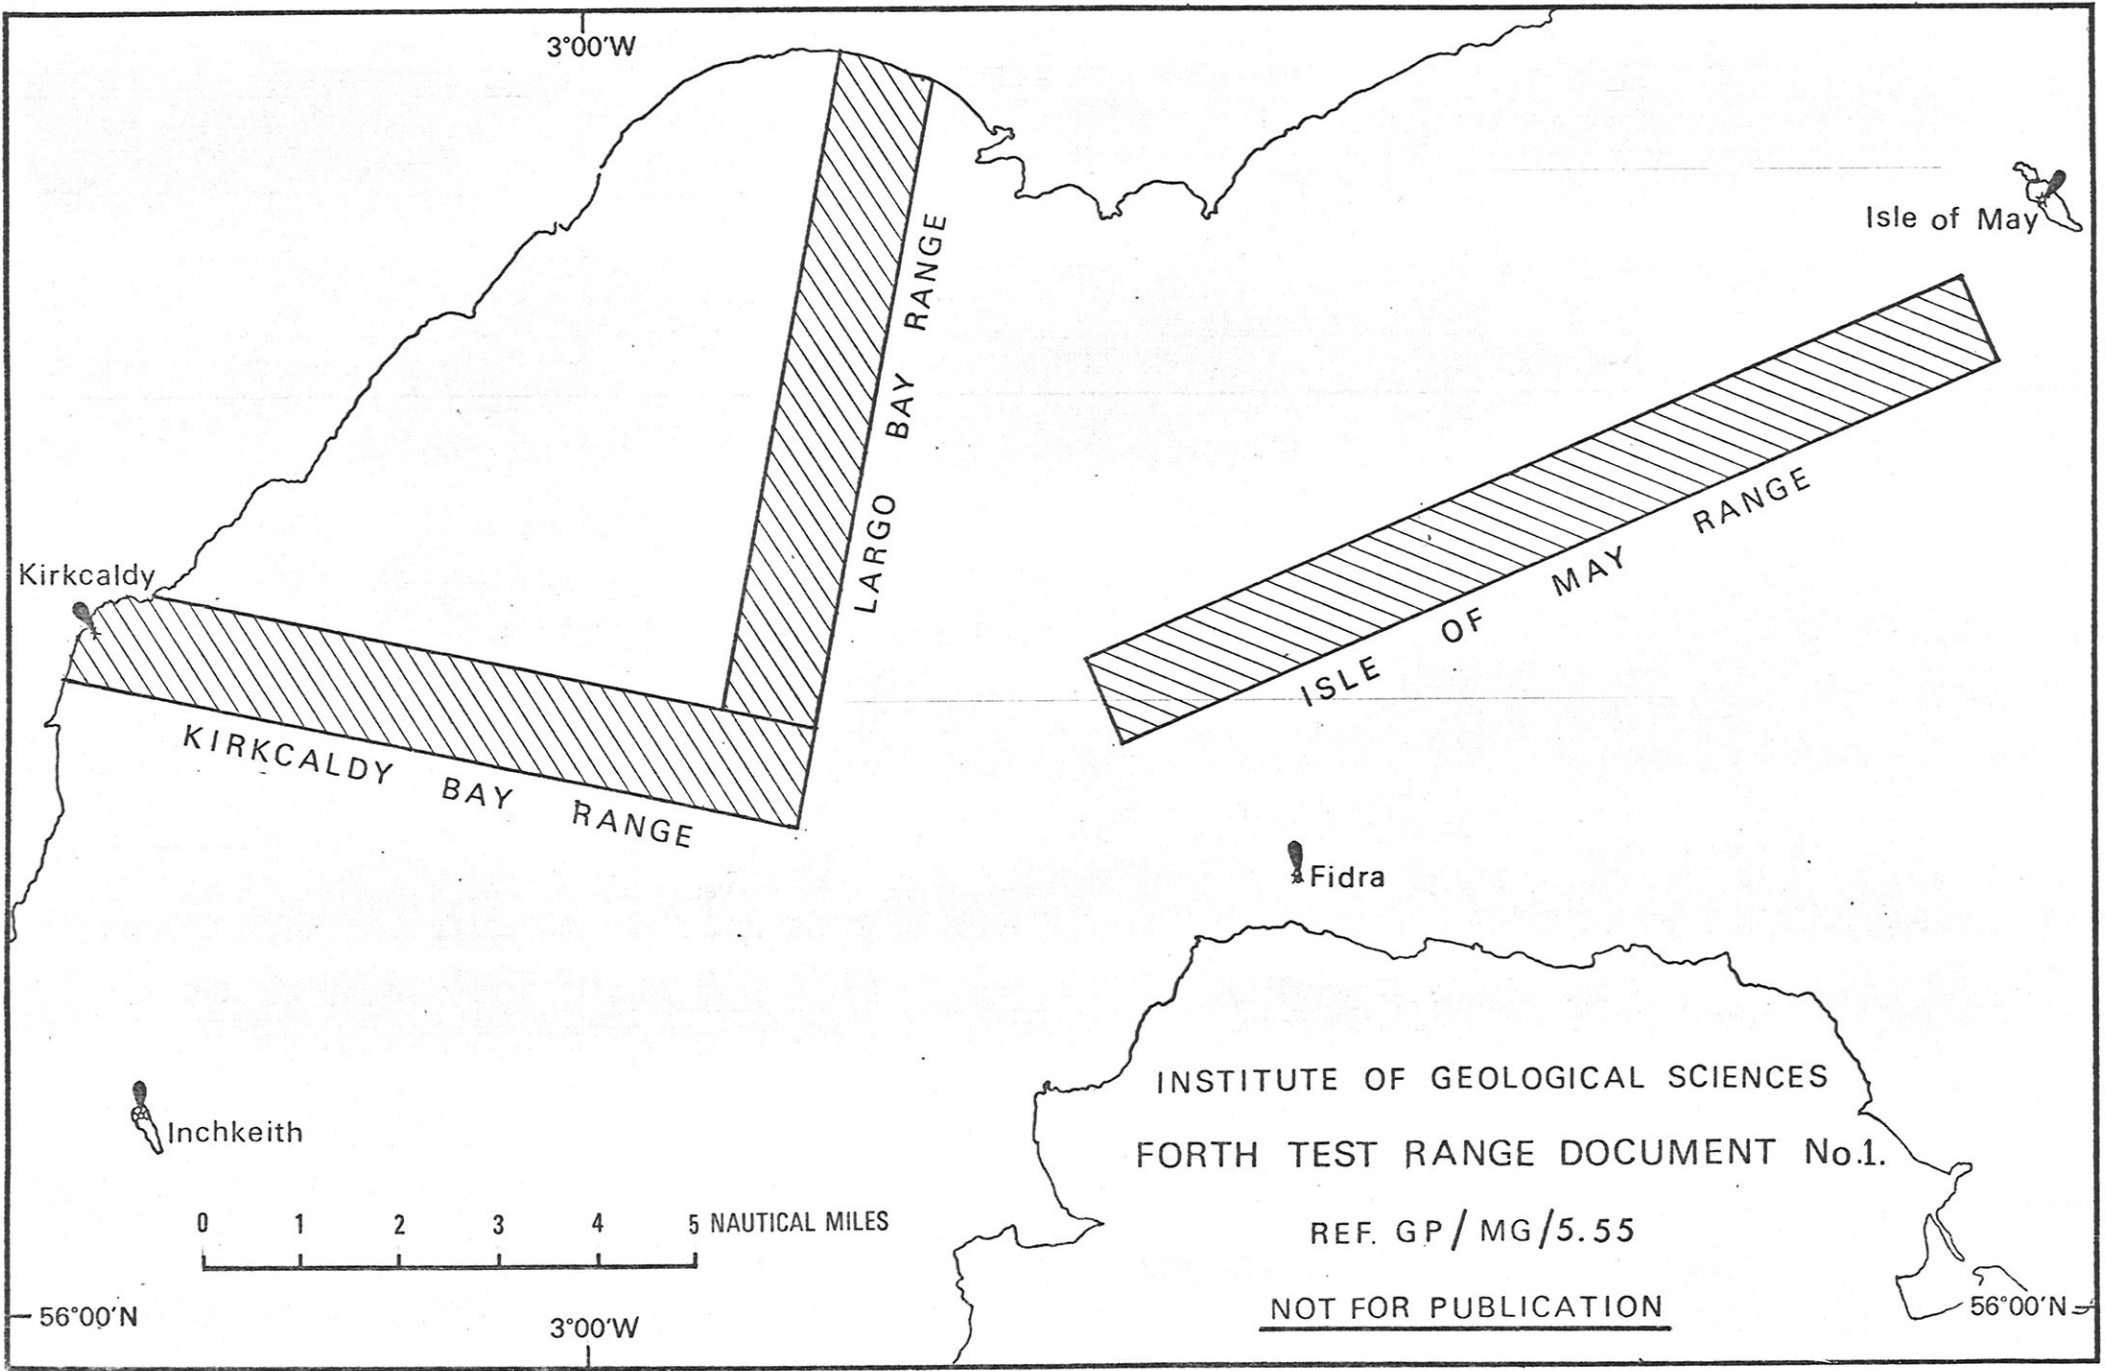 3°00'W
Isle of May
LARGO BAY RANGE
Kirkcaldy
ISLE OF MAY RANGE
KIRKCALDY BAY RANGE
Fidra
INSTITUTE OF GEOLOGICAL SCIENCES
Inchkeith
FORTH TEST RANGE DOCUMENT No.1.
0 1 2 3 4 5 NAUTICAL MILES
REF. GP/MG/5.55
NOT FOR PUBLICATION
56°00'N
56°00'N
3°00'W